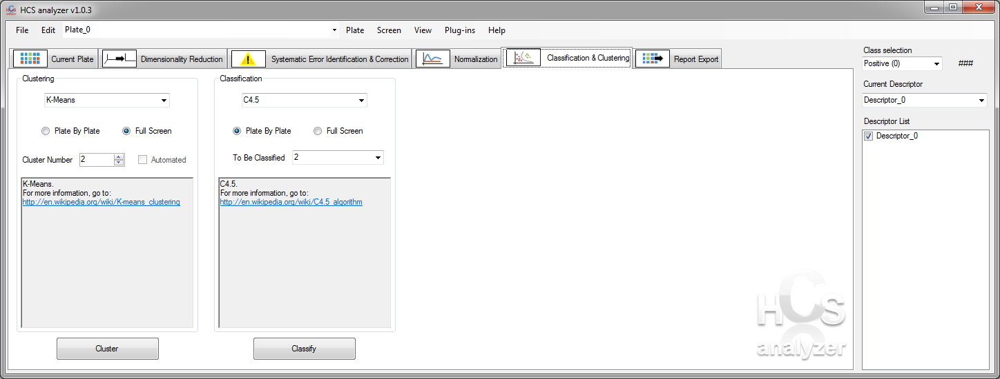 HCS analyzer v1.0.3
File Edit Plate_0 Plate Screen View Plug-ins Help
Current Plate Dimensionality Reduction Systematic Error Identification & Correction Normalization Classification & Clustering Report Export
Clustering
K-Means
Plate By Plate Full Screen
Cluster Number 2 Automated
K-Means.
For more information, go to:
http://en.wikipedia.org/wiki/K-means_clustering
Cluster
Classification
C4.5
Plate By Plate Full Screen
To Be Classified 2
C4.5.
For more information, go to:
http://en.wikipedia.org/wiki/C4.5_algorithm
Classify
HCS
analyzer
Class selection
Positive (0) ###
Current Descriptor
Descriptor_0
Descriptor List
Descriptor_0